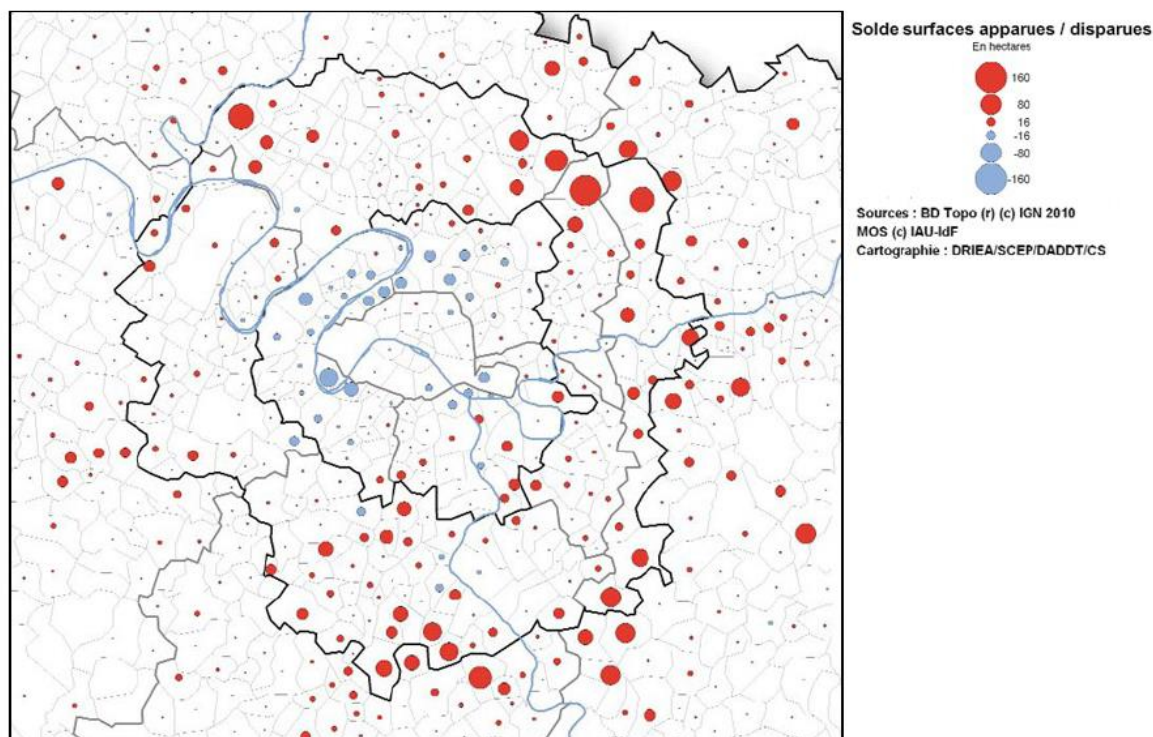 Solde surfaces apparues / disparues
En hectares
160
80
16
-16
-80
-160
Sources : BD Topo (r) (c) IGN 2010
MOS (c) IAU-IdF
Cartographie : DRIEA/SCEP/DADDT/CS